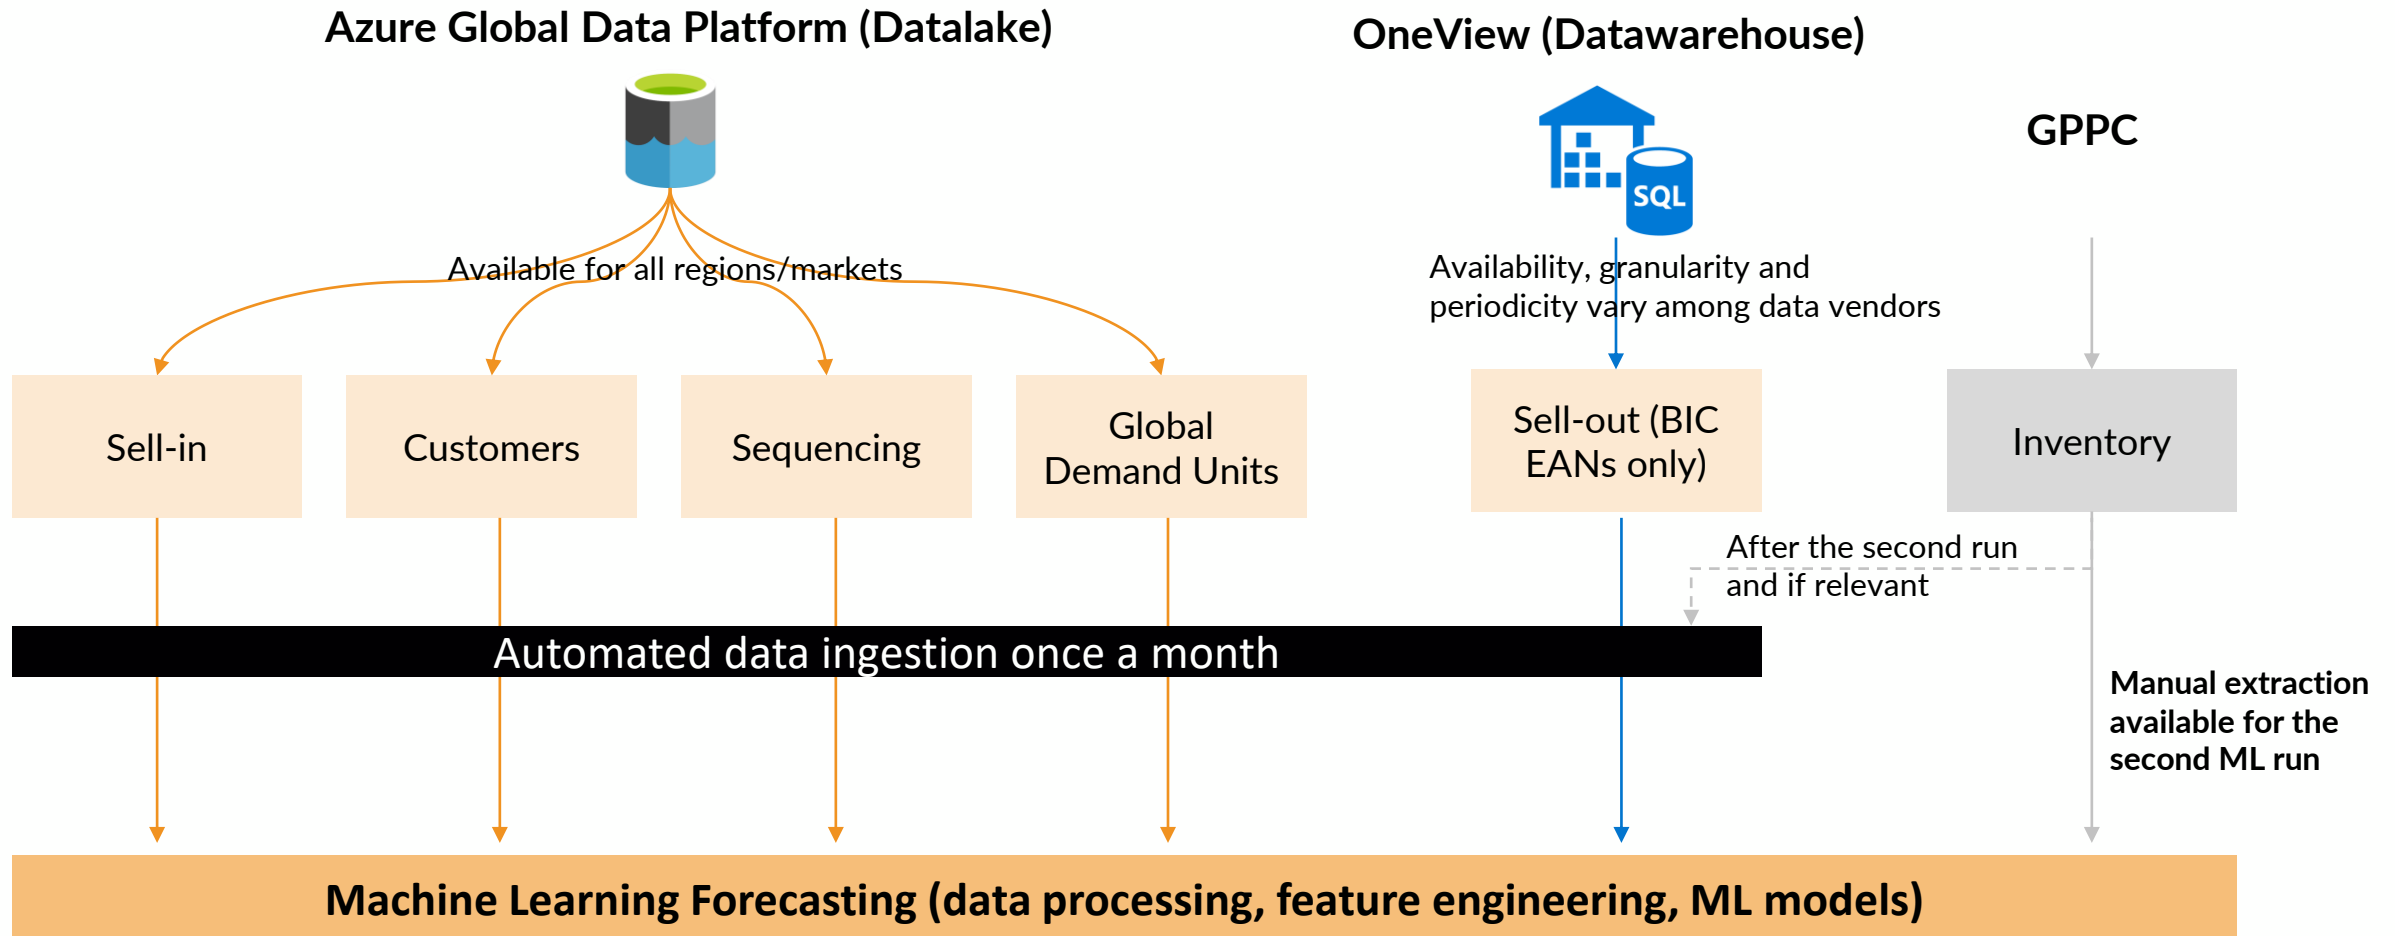 Azure Global Data Platform (Datalake)
OneView (Datawarehouse)
GPPC
SQL
Available for all regions/markets
Availability, granularity and
periodicity vary among data vendors
Sell-in
Customers
Sequencing
Global
Demand Units
Sell-out (BIC
EANs only)
Inventory
After the second run
and if relevant
Automated data ingestion once a month
Manual extraction
available for the
second ML run
Machine Learning Forecasting (data processing, feature engineering, ML models)